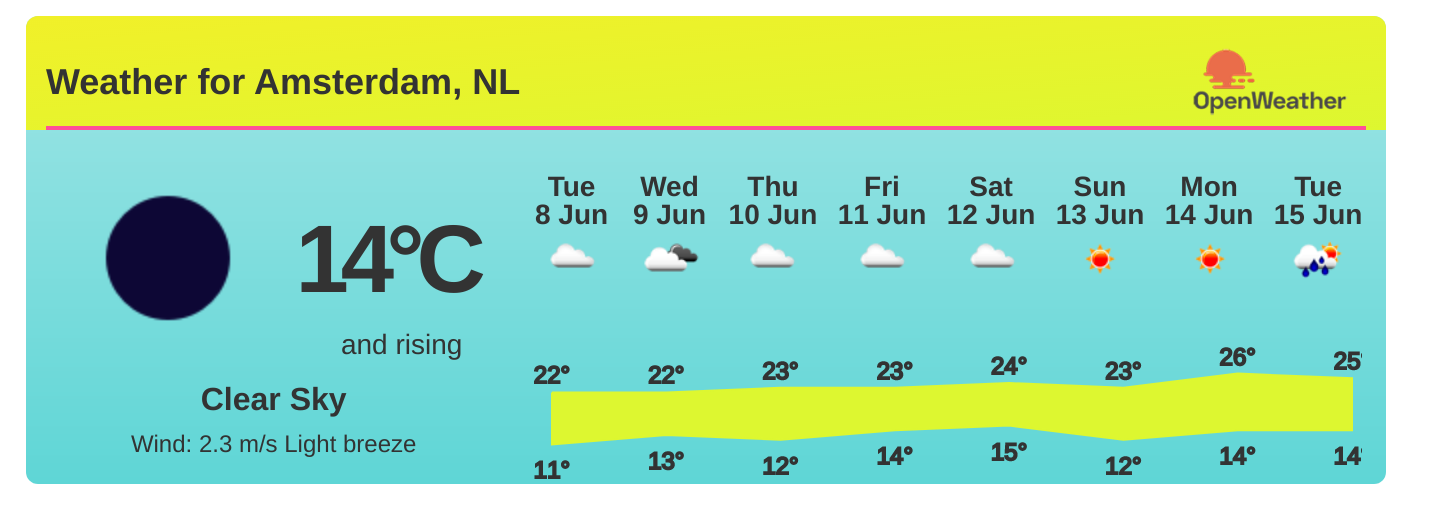 Weather for Amsterdam, NL
OpenWeather
14°C
and rising
Clear Sky
Wind: 2.3 m/s Light breeze
Tue Wed Thu Fri Sat Sun Mon Tue
8 Jun 9 Jun 10 Jun 11 Jun 12 Jun 13 Jun 14 Jun 15 Jun
22° 22° 23° 23° 24° 23° 26° 25°
11° 13° 12° 14° 15° 12° 14° 14°